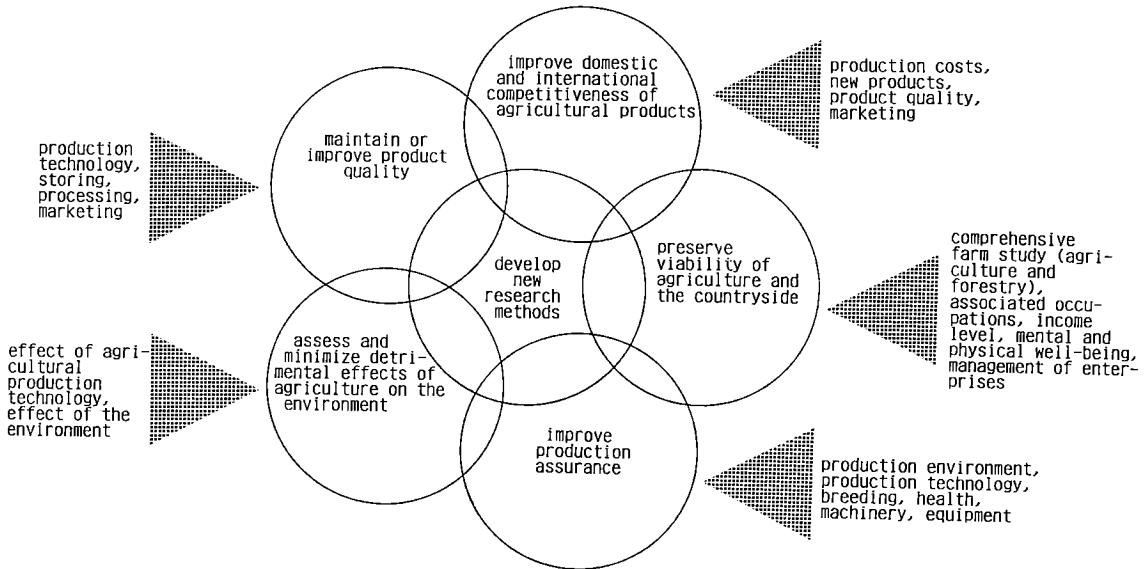 improve domestic
and international
competitiveness of
agricultural products
production costs,
new products,
product quality,
marketing
maintain or
improve product
quality
production
technology,
storing,
processing,
marketing
develop
new
research
methods
preserve
viability of
agriculture and
the countryside
comprehensive
farm study (agri-
culture and
forestry),
associated occu-
pations, income
level, mental and
physical well-being,
management of enter-
prises
assess and
minimize detri-
mental effects of
agriculture on the
environment
effect of agri-
cultural
production
technology,
effect of the
environment
improve
production
assurance
production environment,
production technology,
breeding, health,
machinery, equipment